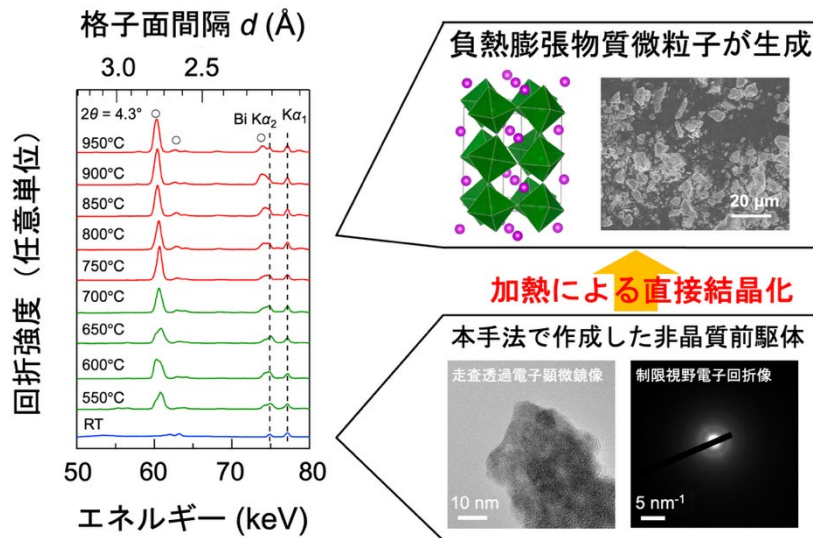 格子面間隔 d (Å)
3.0 2.5
2θ = 4.3°
Bi Kα2 Kα1
950°C
900°C
850°C
800°C
750°C
700°C
650°C
600°C
550°C
RT
50 60 70 80
エネルギー (keV)
回折強度（任意単位）
負熱膨張物質微粒子が生成
20 μm
加熱による直接結晶化
本手法で作成した非晶質前駆体
走査透過電子顕微鏡像
10 nm
制限視野電子回折像
5 nm⁻¹